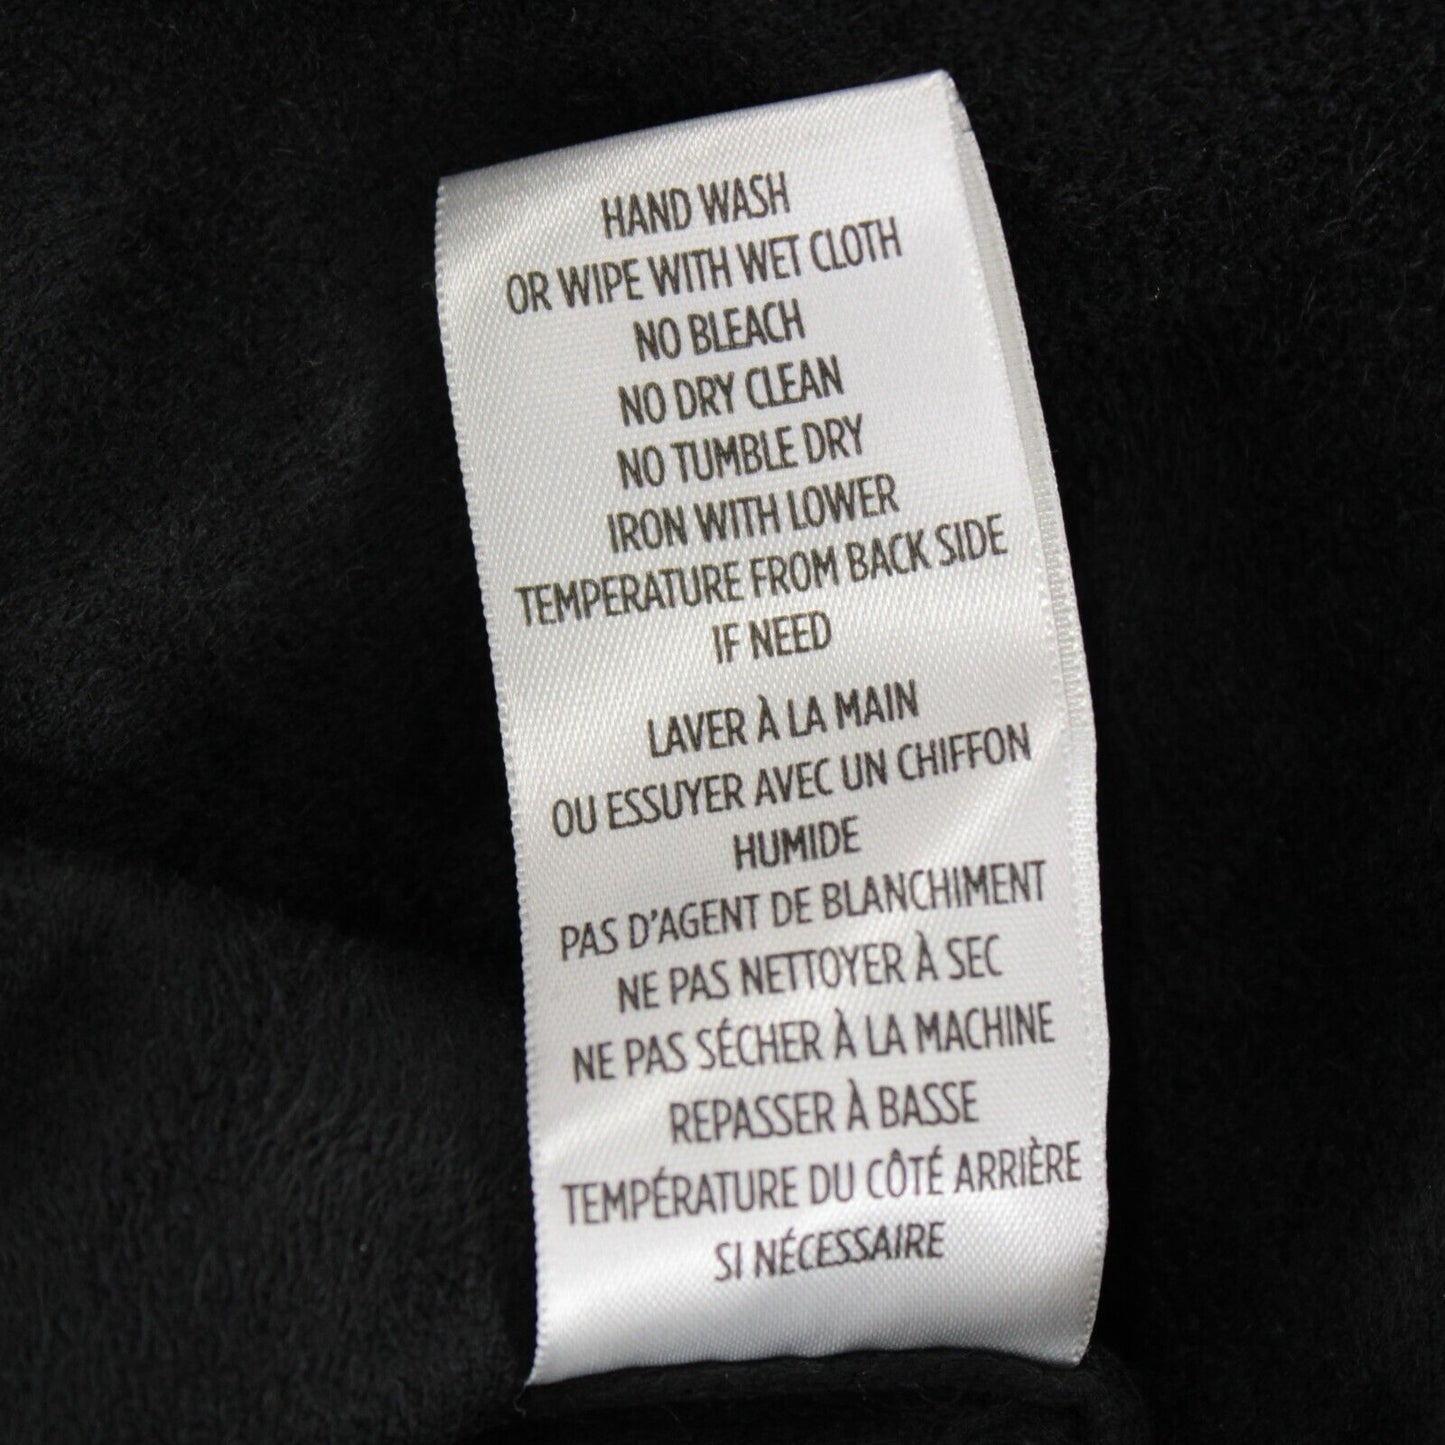 HAND WASH
OR WIPE WITH WET CLOTH
NO BLEACH
NO DRY CLEAN
NO TUMBLE DRY
IRON WITH LOWER
TEMPERATURE FROM BACK SIDE
IF NEED
LAVER À LA MAIN
OU ESSUYER AVEC UN CHIFFON
HUMIDE
PAS D'AGENT DE BLANCHIMENT
NE PAS NETTOYER À SEC
NE PAS SÉCHER À LA MACHINE
REPASSER À BASSE
TEMPÉRATURE DU CÔTÉ ARRIÈRE
SI NÉCESSAIRE